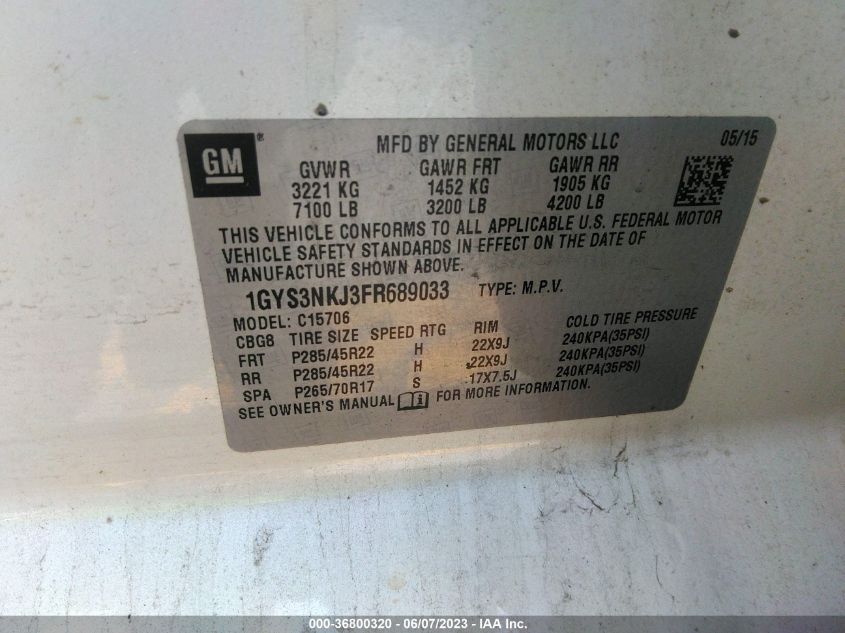 GM ®
MFD BY GENERAL MOTORS LLC 05/15
GVWR GAWR FRT GAWR RR
3221 KG 1452 KG 1905 KG
7100 LB 3200 LB 4200 LB
THIS VEHICLE CONFORMS TO ALL APPLICABLE U.S. FEDERAL MOTOR
VEHICLE SAFETY STANDARDS IN EFFECT ON THE DATE OF
MANUFACTURE SHOWN ABOVE.
1GYS3NKJ3FR689033 TYPE: M.P.V.
MODEL: C15706
CBG8 TIRE SIZE SPEED RTG RIM COLD TIRE PRESSURE
FRT P285/45R22 H 22X9J 240KPA(35PSI)
RR P285/45R22 H 22X9J 240KPA(35PSI)
SPA P265/70R17 S 17X7.5J 240KPA(35PSI)
SEE OWNER'S MANUAL i FOR MORE INFORMATION.
000-36800320 - 06/07/2023 - IAA Inc.